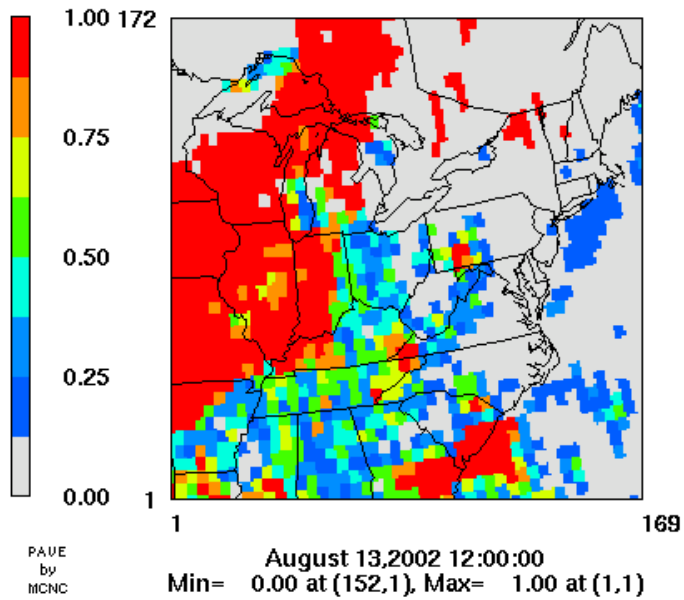 1.00
0.75
0.50
0.25
0.00
172
1
1
169
PAVE
by
MCNC
August 13,2002 12:00:00
Min= 0.00 at (152,1), Max= 1.00 at (1,1)